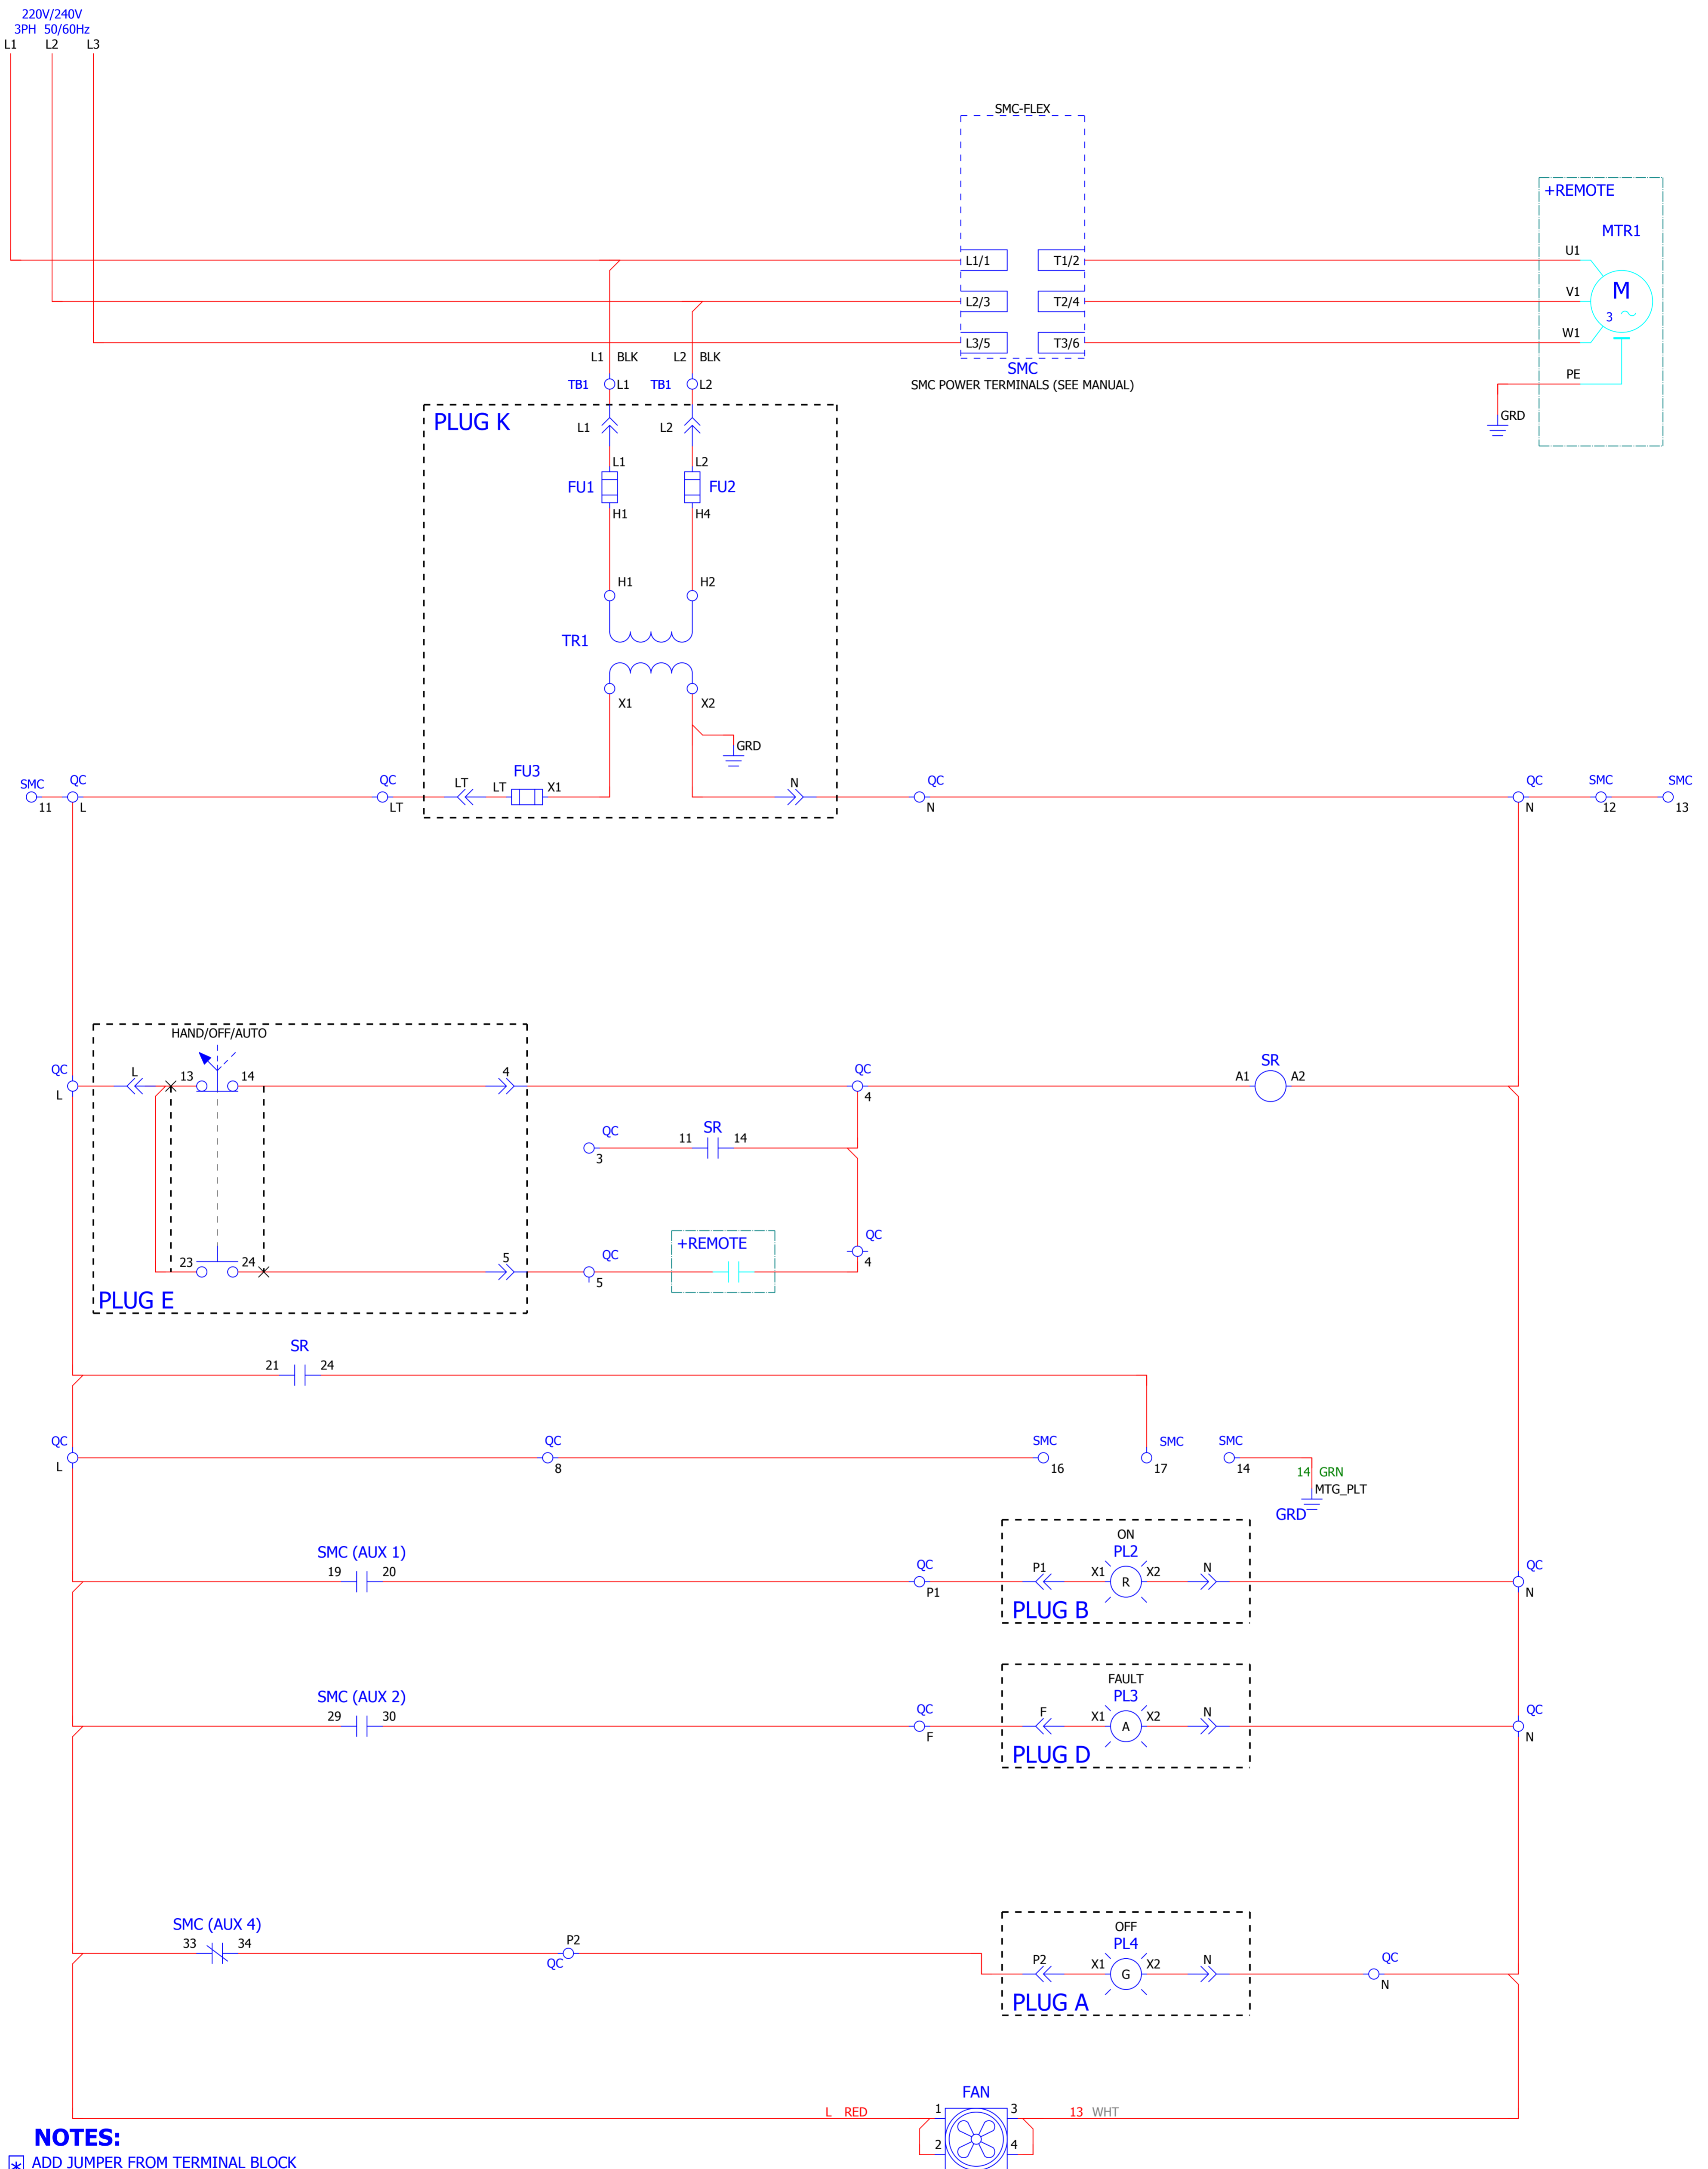 220V/240V
3PH 50/60Hz
L1 L2 L3
SMC-FLEX
+REMOTE
MTR1
U1
L1/1 T1/2
M
3
V1
L2/3 T2/4
W1
L3/5 T3/6
L1 BLK L2 BLK
SMC
PE
SMC POWER TERMINALS (SEE MANUAL)
TB1 L1 TB1 L2
GRD
PLUG K
L1 L2
L1 L2
FU1 FU2
H1 H4
H1 H2
TR1
X1 X2
GRD
FU3
SMC QC QC LT LT X1 N QC QC SMC SMC
11 L LT N N 12 13
HAND/OFF/AUTO
QC L 13 14 4 QC SR
L 4 A1 A2
QC SR
3 11 14
+REMOTE
QC
4
23 24 5 QC
5
PLUG E
SR
21 24
QC QC SMC SMC SMC
L 8 16 17 14
14 GRN
MTG_PLT
GRD
ON
SMC (AUX 1) PL2
19 20 QC P1 X1 R X2 N QC
P1 N
PLUG B
FAULT
SMC (AUX 2) PL3
29 30 QC F X1 A X2 N QC
F N
PLUG D
SMC (AUX 4) OFF
33 34 P2 PL4
QC P2 X1 G X2 N QC
N
PLUG A
FAN
L RED 1 3 13 WHT
2 4
NOTES:
* ADD JUMPER FROM TERMINAL BLOCK